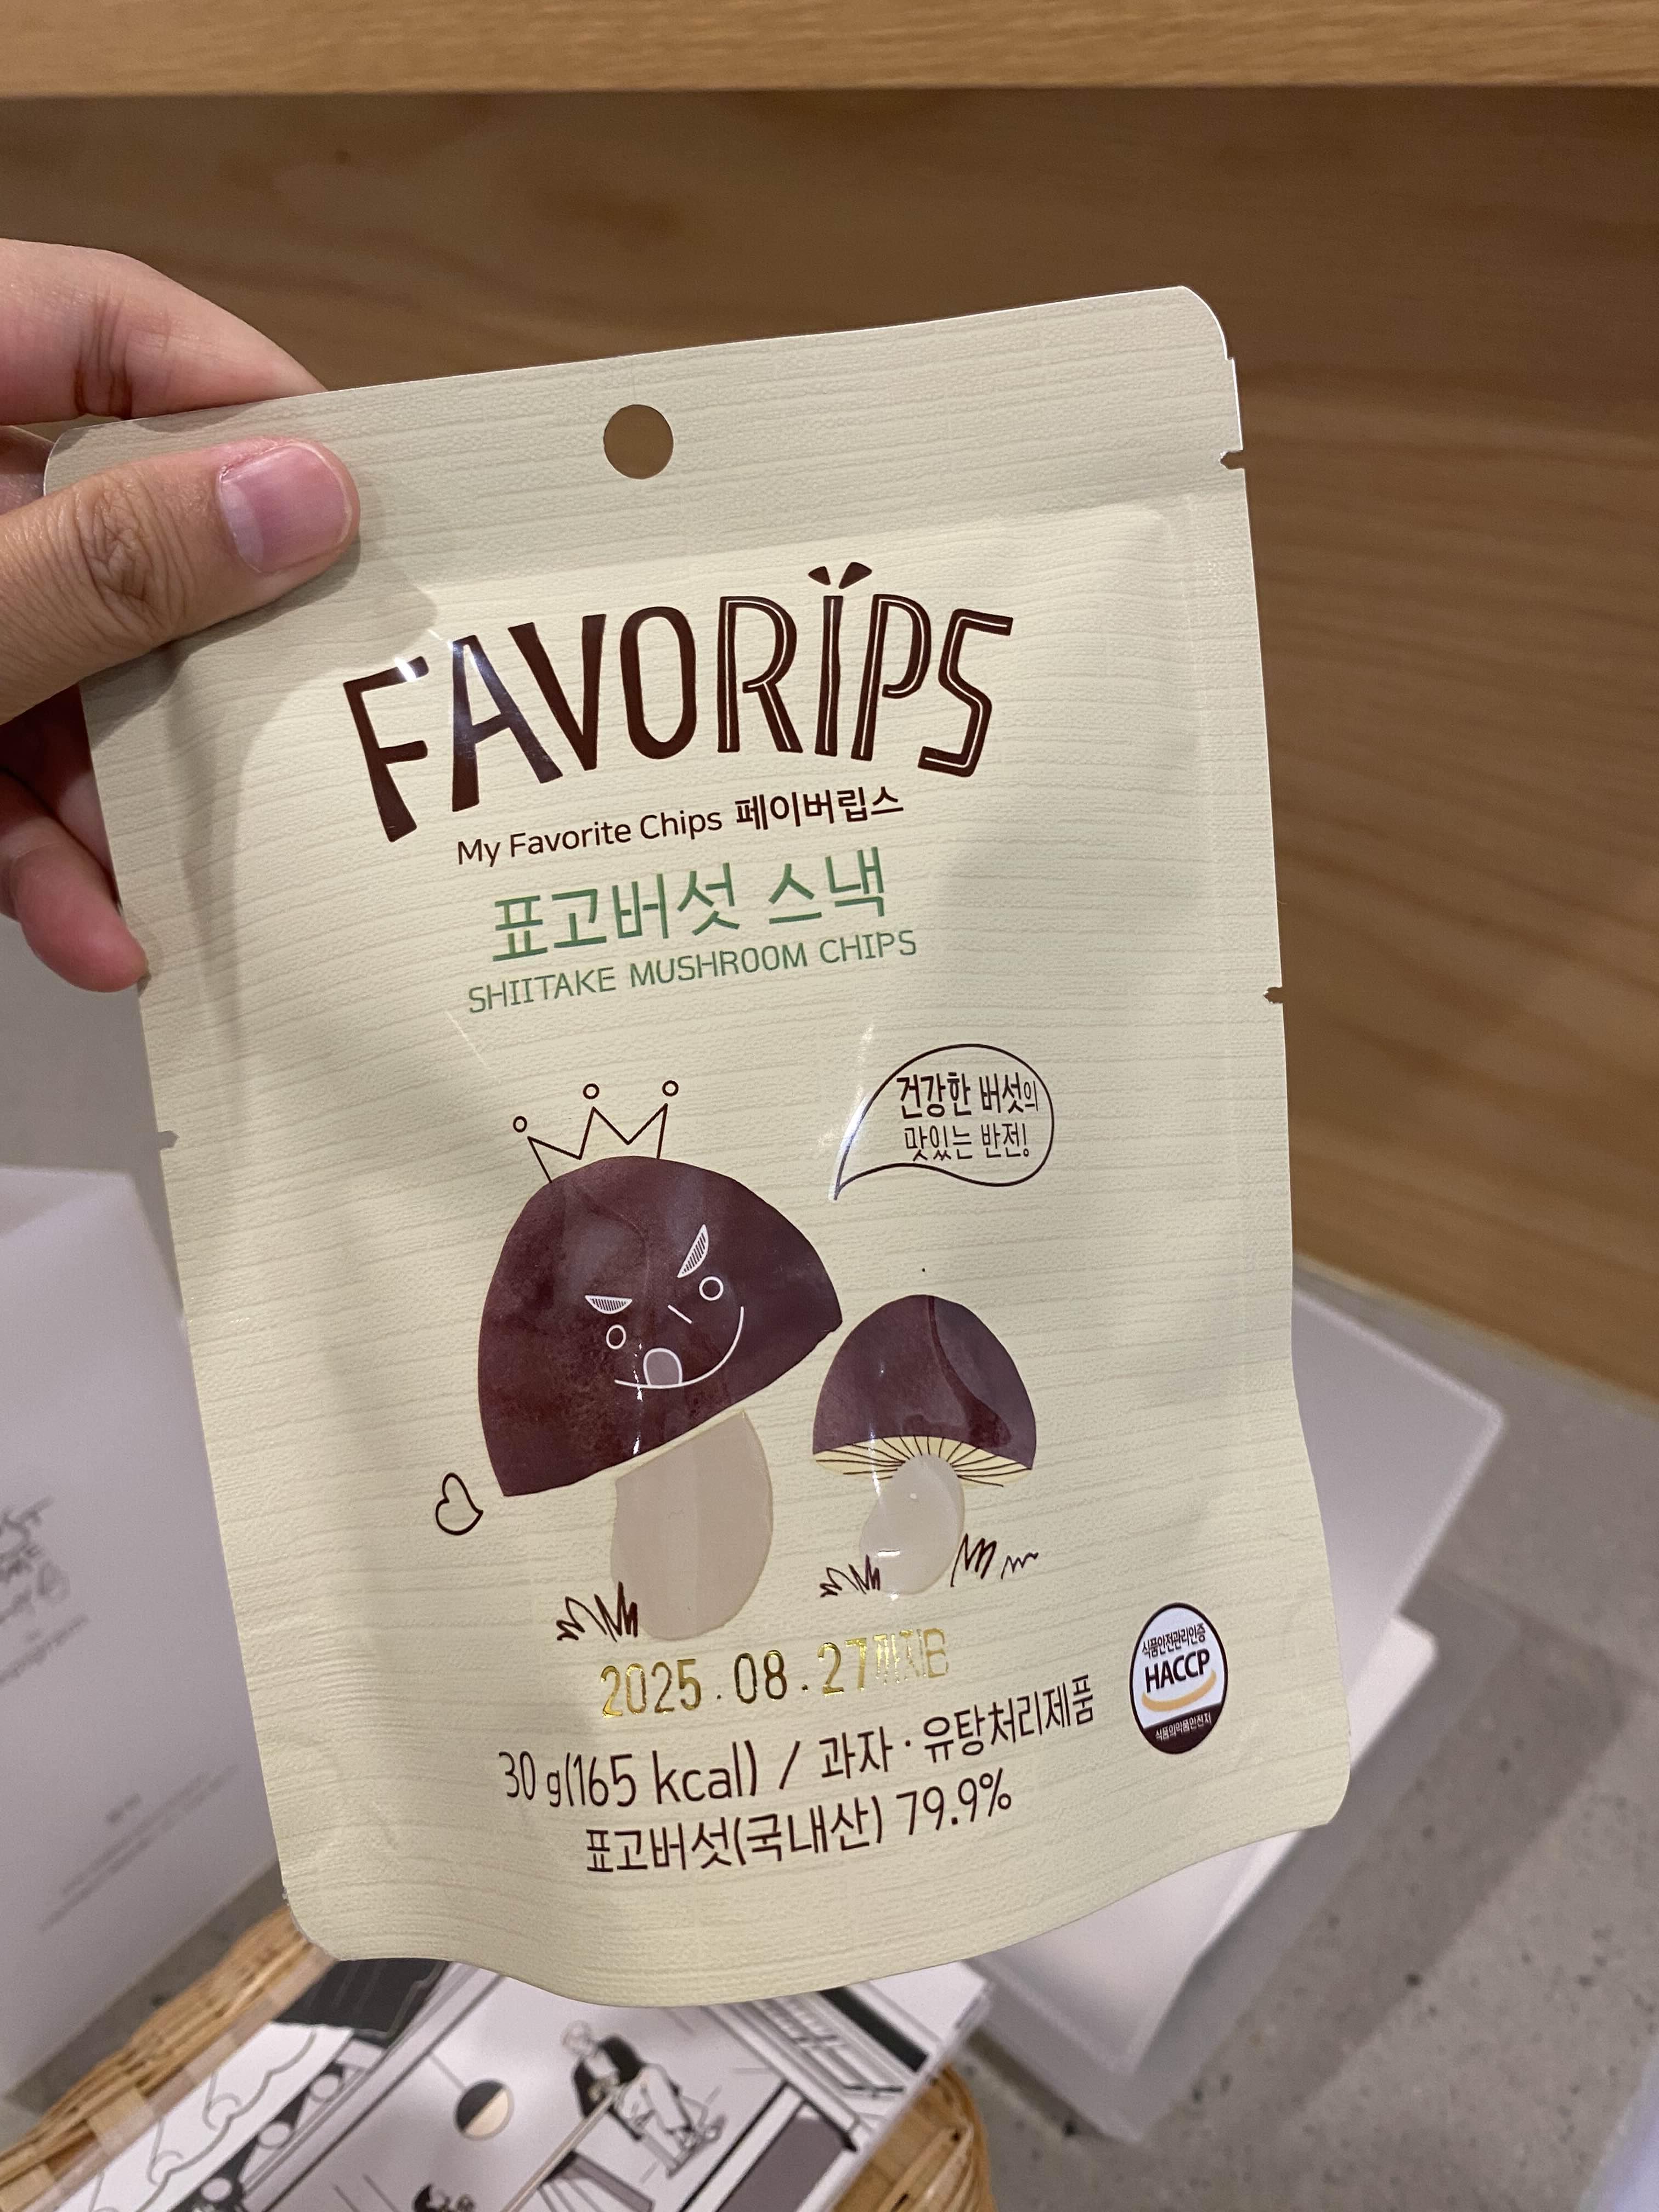 FAVORIPS
My Favorite Chips 페이버립스
표고버섯 스낵
SHIITAKE MUSHROOM CHIPS
건강한 버섯의
맛있는 반전!
2025.08.27까지B
식품안전관리인증
HACCP
식품의약품안전처
30 g(165 kcal) / 과자·유탕처리제품
표고버섯(국내산) 79.9%